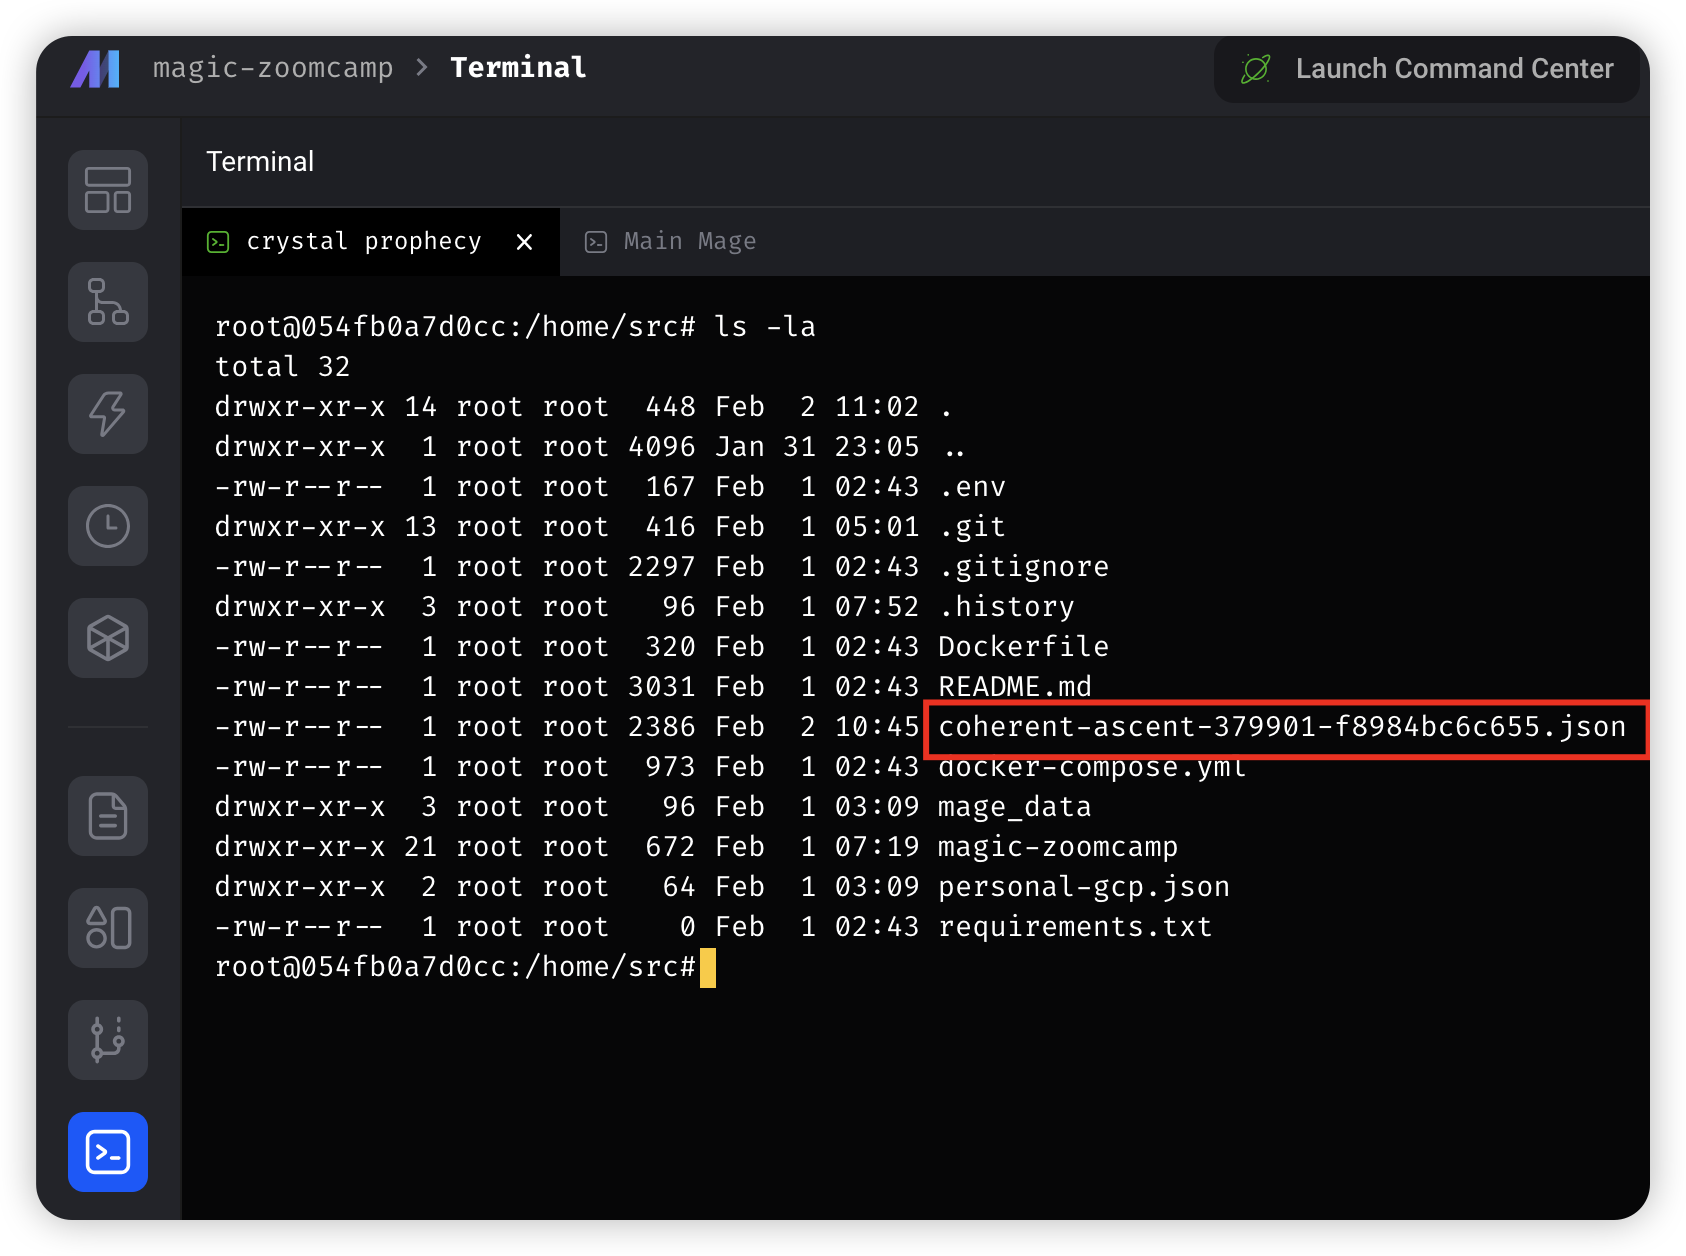 magic-zoomcamp > Terminal
Launch Command Center
Terminal
crystal prophecy
Main Mage
root@054fb0a7d0cc:/home/src# ls -la
total 32
drwxr-xr-x 14 root root  448 Feb  2 11:02 .
drwxr-xr-x  1 root root 4096 Jan 31 23:05 ..
-rw-r--r--  1 root root  167 Feb  1 02:43 .env
drwxr-xr-x 13 root root  416 Feb  1 05:01 .git
-rw-r--r--  1 root root 2297 Feb  1 02:43 .gitignore
drwxr-xr-x  3 root root   96 Feb  1 07:52 .history
-rw-r--r--  1 root root  320 Feb  1 02:43 Dockerfile
-rw-r--r--  1 root root 3031 Feb  1 02:43 README.md
-rw-r--r--  1 root root 2386 Feb  2 10:45 coherent-ascent-379901-f8984bc6c655.json
-rw-r--r--  1 root root  973 Feb  1 02:43 docker-compose.yml
drwxr-xr-x  3 root root   96 Feb  1 03:09 mage_data
drwxr-xr-x 21 root root  672 Feb  1 07:19 magic-zoomcamp
drwxr-xr-x  2 root root   64 Feb  1 03:09 personal-gcp.json
-rw-r--r--  1 root root    0 Feb  1 02:43 requirements.txt
root@054fb0a7d0cc:/home/src#